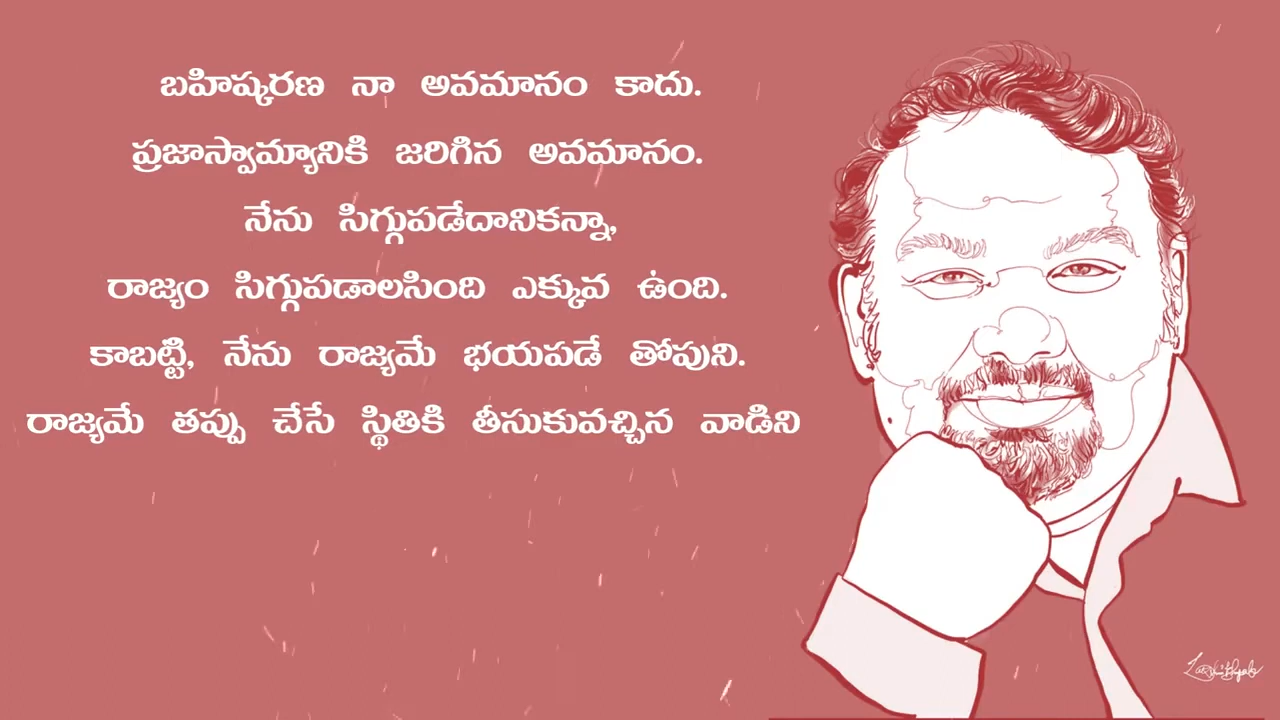 బహిష్కరణ నా అవమానం కాదు.
ప్రజాస్వామ్యానికి జరిగిన అవమానం.
నేను సిగ్గుపడేదానికన్నా,
రాజ్యం సిగ్గుపడాలసింది ఎక్కువ ఉంది.
కాబట్టి, నేను రాజ్యమే భయపడే తోపుని.
రాజ్యమే తప్పు చేసే స్థితికి తీసుకువచ్చిన వాడిని